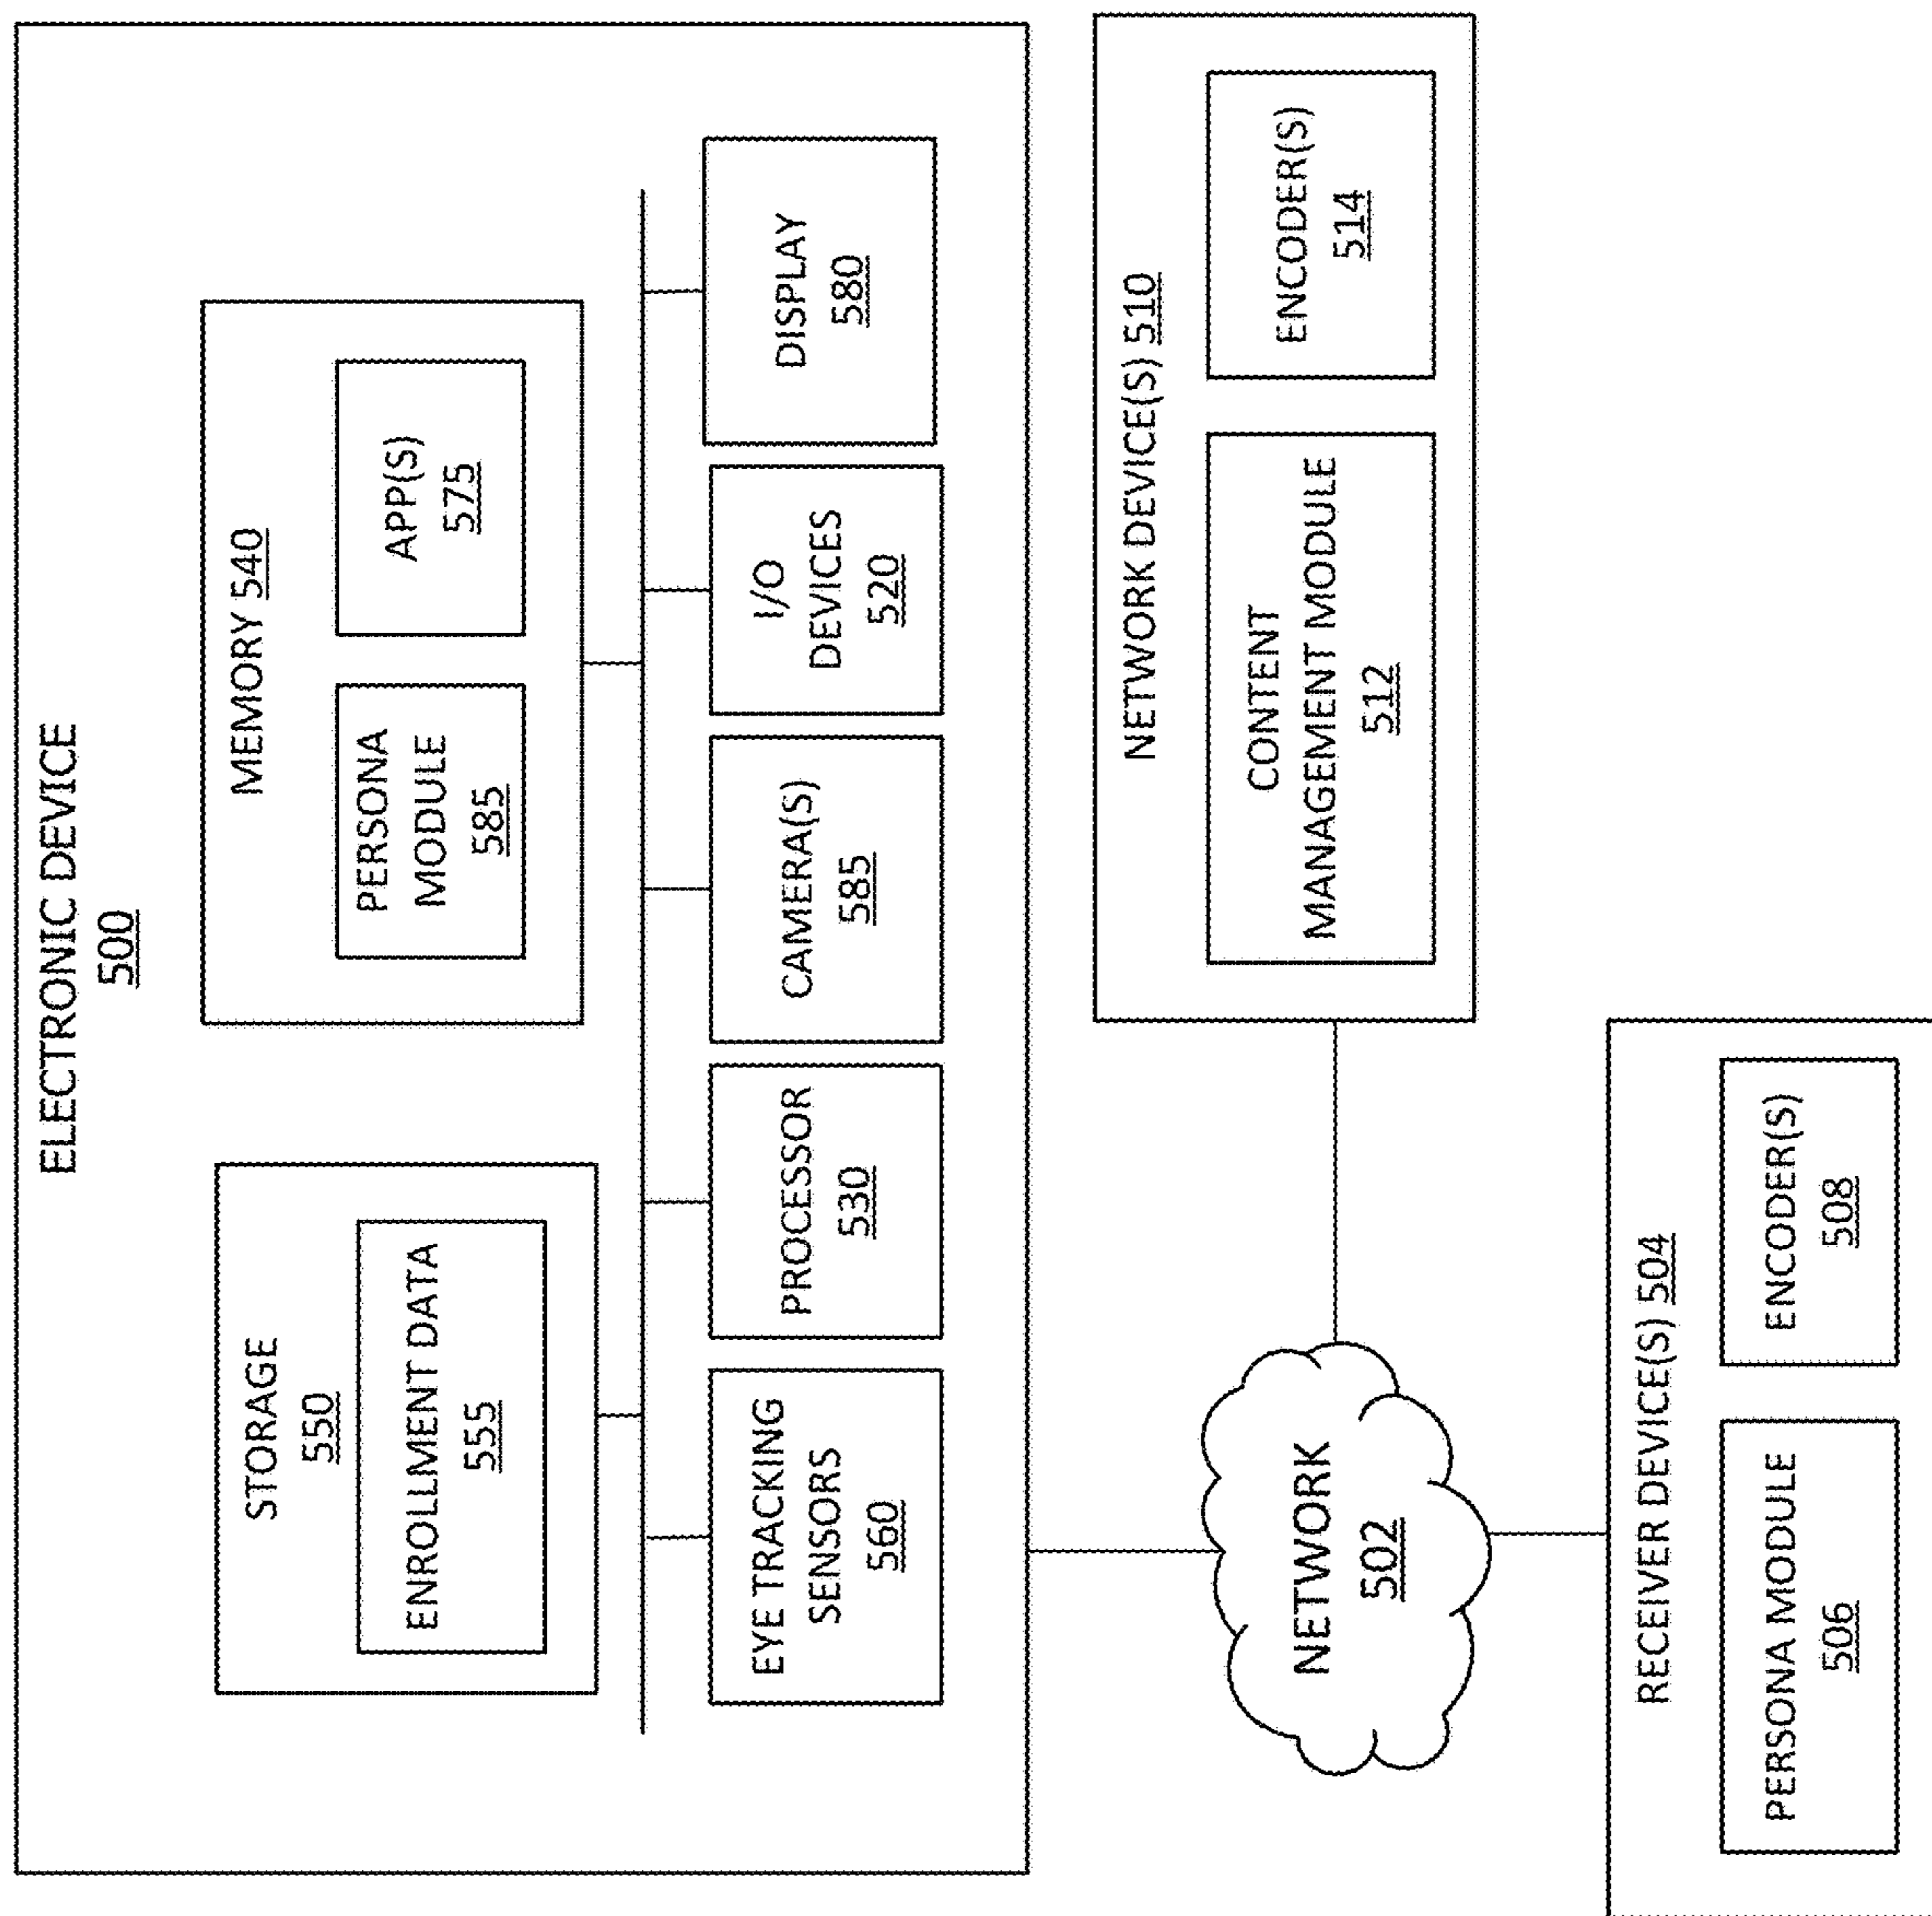 ELECTRONIC DEVICE
500
STORAGE
550
ENROLLMENT DATA
555
MEMORY 540
PERSONA
MODULE
585
APP(S)
575
EYE TRACKING
SENSORS
560
PROCESSOR
530
CAMERA(S)
585
I/O
DEVICES
520
DISPLAY
580
NETWORK
502
NETWORK DEVICE(S) 510
CONTENT
MANAGEMENT MODULE
512
ENCODER(S)
514
RECEIVER DEVICE(S) 504
PERSONA MODULE
506
ENCODER(S)
508